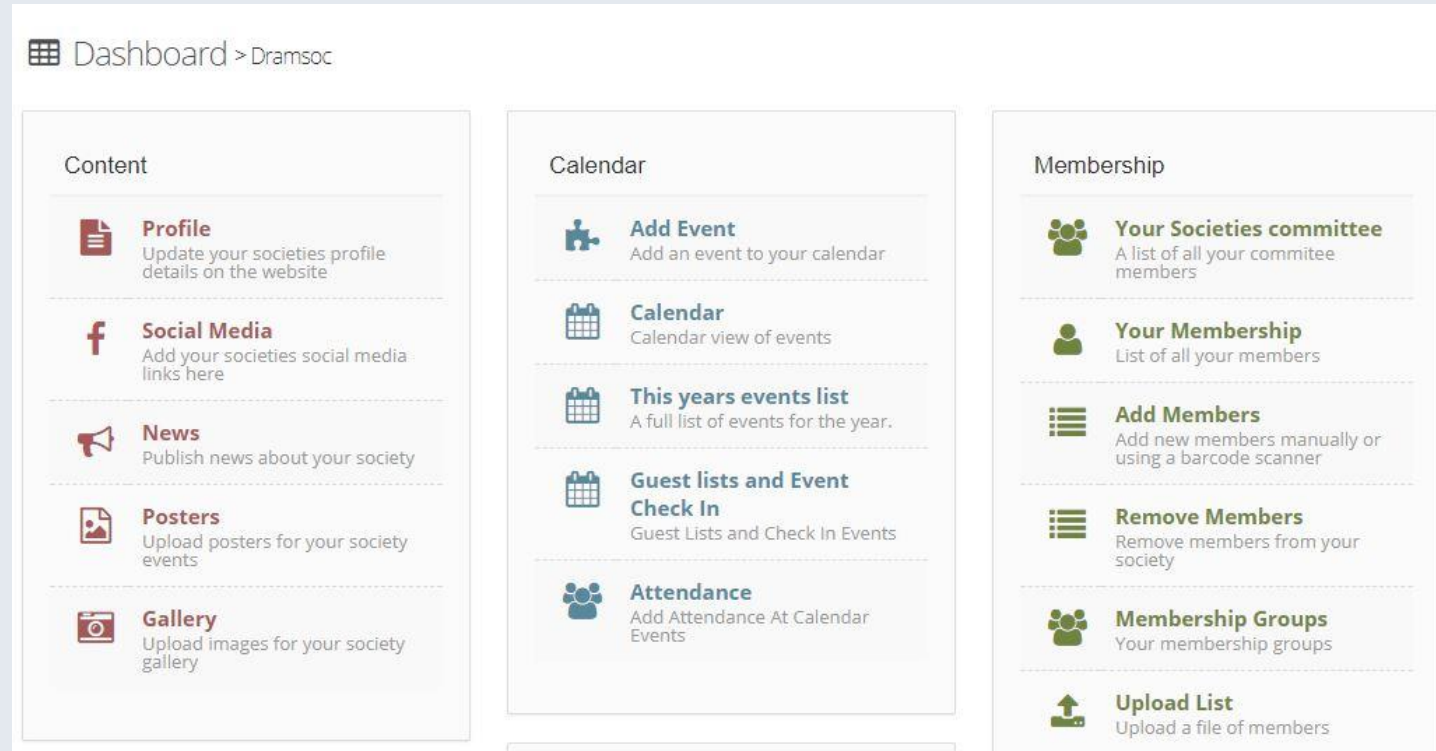 Dashboard > Dramsoc
Content
Profile
Update your societies profile
details on the website
Social Media
Add your societies social media
links here
News
Publish news about your society
Posters
Upload posters for your society
events
Gallery
Upload images for your society
gallery
Calendar
Add Event
Add an event to your calendar
Calendar
Calendar view of events
This years events list
A full list of events for the year.
Guest lists and Event
Check In
Guest Lists and Check In Events
Attendance
Add Attendance At Calendar
Events
Membership
Your Societies committee
A list of all your commitee
members
Your Membership
List of all your members
Add Members
Add new members manually or
using a barcode scanner
Remove Members
Remove members from your
society
Membership Groups
Your membership groups
Upload List
Upload a file of members